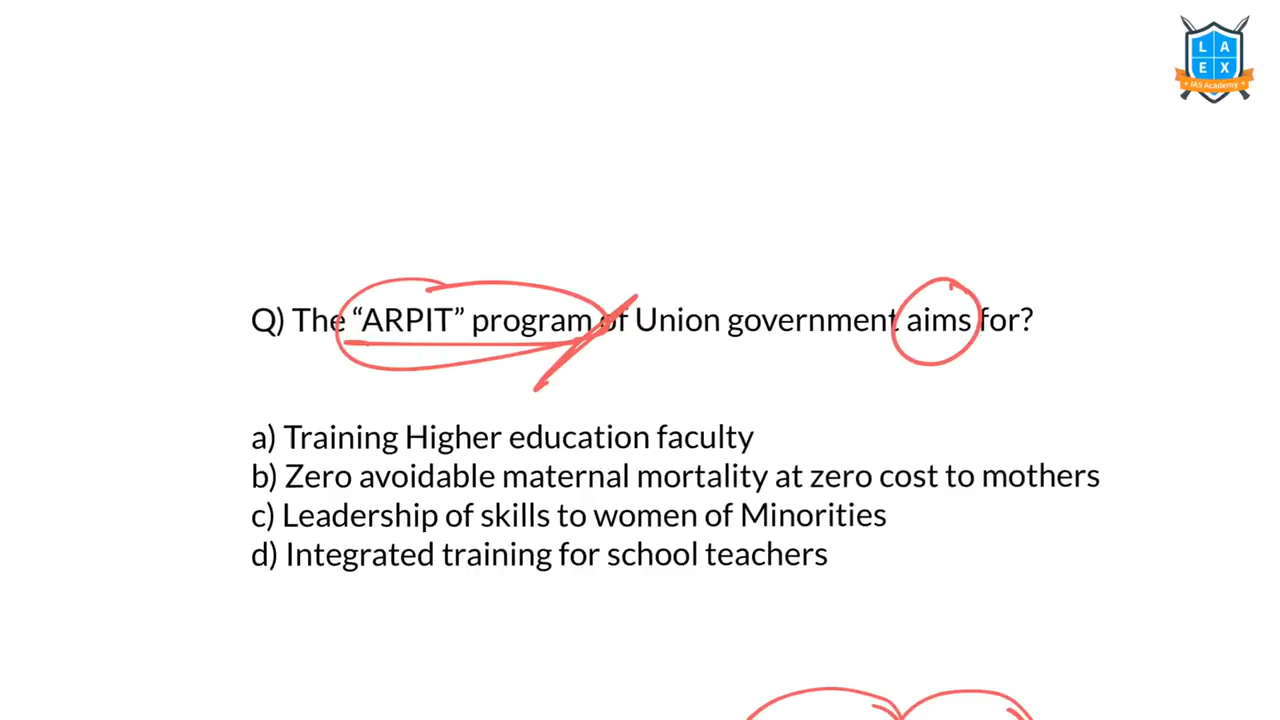 L A
E X
IAS Academy
Q) The “ARPIT” program of Union government aims for?
a) Training Higher education faculty
b) Zero avoidable maternal mortality at zero cost to mothers
c) Leadership of skills to women of Minorities
d) Integrated training for school teachers